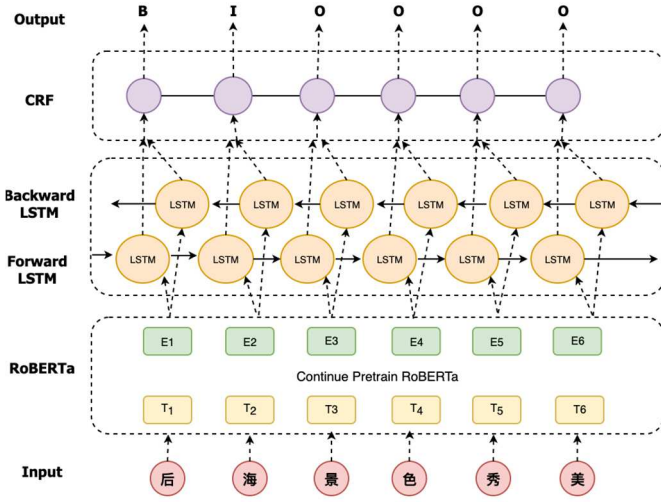 Output B I O O O O
CRF
Backward LSTM LSTM LSTM LSTM LSTM LSTM
LSTM
Forward LSTM LSTM LSTM LSTM LSTM LSTM
LSTM
E1 E2 E3 E4 E5 E6
RoBERTa
Continue Pretrain RoBERTa
T1 T2 T3 T4 T5 T6
Input 后 海 景 色 秀 美